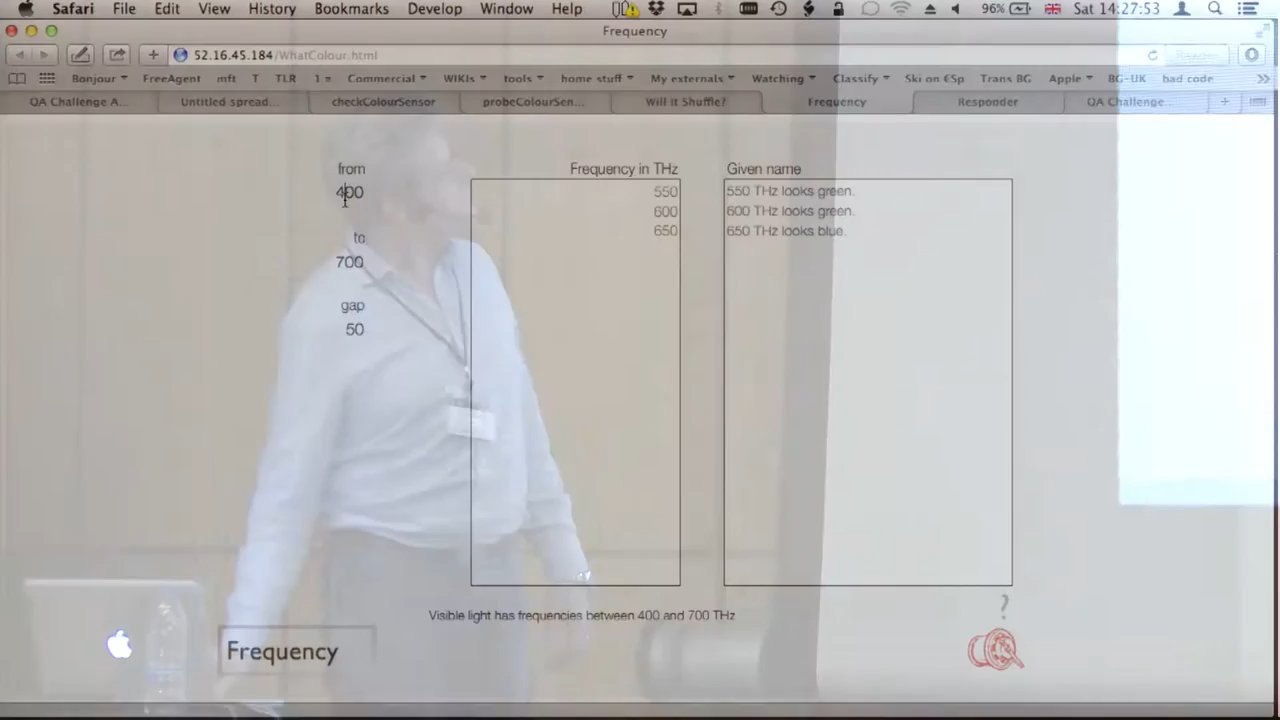 Safari File Edit View History Bookmarks Develop Window Help 96% Sat 14:27:53
Frequency
52.16.45.184/WhatColour.html
Bonjour FreeAgent mft T TLR 1 = Commercial WIKIs tools home stuff My externals Watching Classify Ski on €Sp Trans BG Apple BG-UK bad code
QA Challenge A... Untitled spread... checkColourSensor probeColourSen... Will it Shuffle? Frequency Responder QA Challenge...
from Frequency in THz Given name
400 550 550 THz looks green.
600 600 THz looks green.
650 650 THz looks blue.
to
700
gap
50
Visible light has frequencies between 400 and 700 THz
?
Frequency